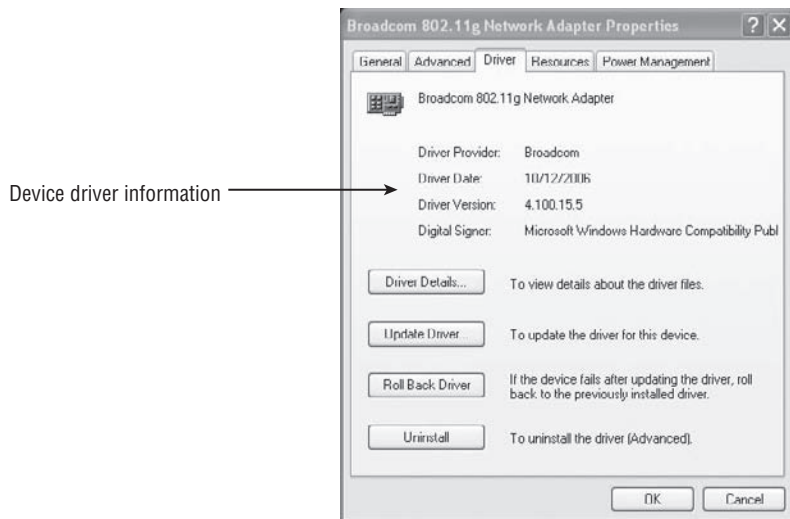 Broadcom 802.11g Network Adapter Properties
General Advanced Driver Resources Power Management
Broadcom 802.11g Network Adapter
Driver Provider: Broadcom
Driver Date: 10/12/2006
Device driver information
Driver Version: 4.100.15.5
Digital Signer: Microsoft Windows Hardware Compatibility Publ
Driver Details... To view details about the driver files.
Update Driver... To update the driver for this device.
Roll Back Driver If the device fails after updating the driver, roll
back to the previously installed driver.
Uninstall To uninstall the driver (Advanced).
OK Cancel